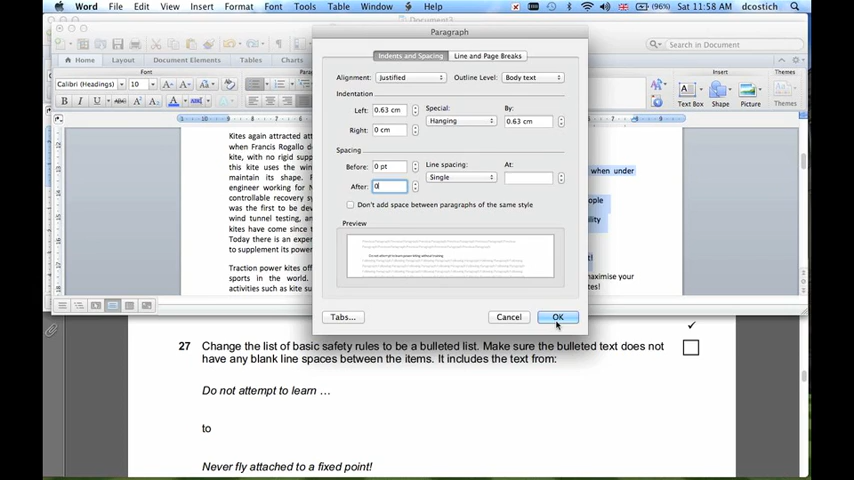 Word File Edit View Insert Format Font Tools Table Window Help (96%) Sat 11:58 AM dcostich
Document3
Paragraph
Search in Document
Home Layout Document Elements Tables
Indents and Spacing Line and Page Breaks
Font Insert Themes
Alignment: Justified Outline Level: Body text
Calibri (Headings) 10
Indentation
B I U
Left: 0.63 cm Special: By:
Right: 0 cm Hanging 0.63 cm
Text Box Shape Picture Themes
Spacing
Before: 0 pt Line spacing: At:
After: 0 Single
Don't add space between paragraphs of the same style
Preview
Kites again attracted att
when Francis Rogallo d
kite, with no rigid supp
this kite uses the wind
maintain its shape. P
engineer working for N
controllable recovery sy
was the first to be deve
wind tunnel testing, an
kites have come since t
Today there is an exper
to supplement its powe
Traction power kites of
sports in the world.
activities such as kite su
when under
ople
ility
maximise your
tes!
Tabs... Cancel OK
27 Change the list of basic safety rules to be a bulleted list. Make sure the bulleted text does not
have any blank line spaces between the items. It includes the text from:
Do not attempt to learn …
to
Never fly attached to a fixed point!